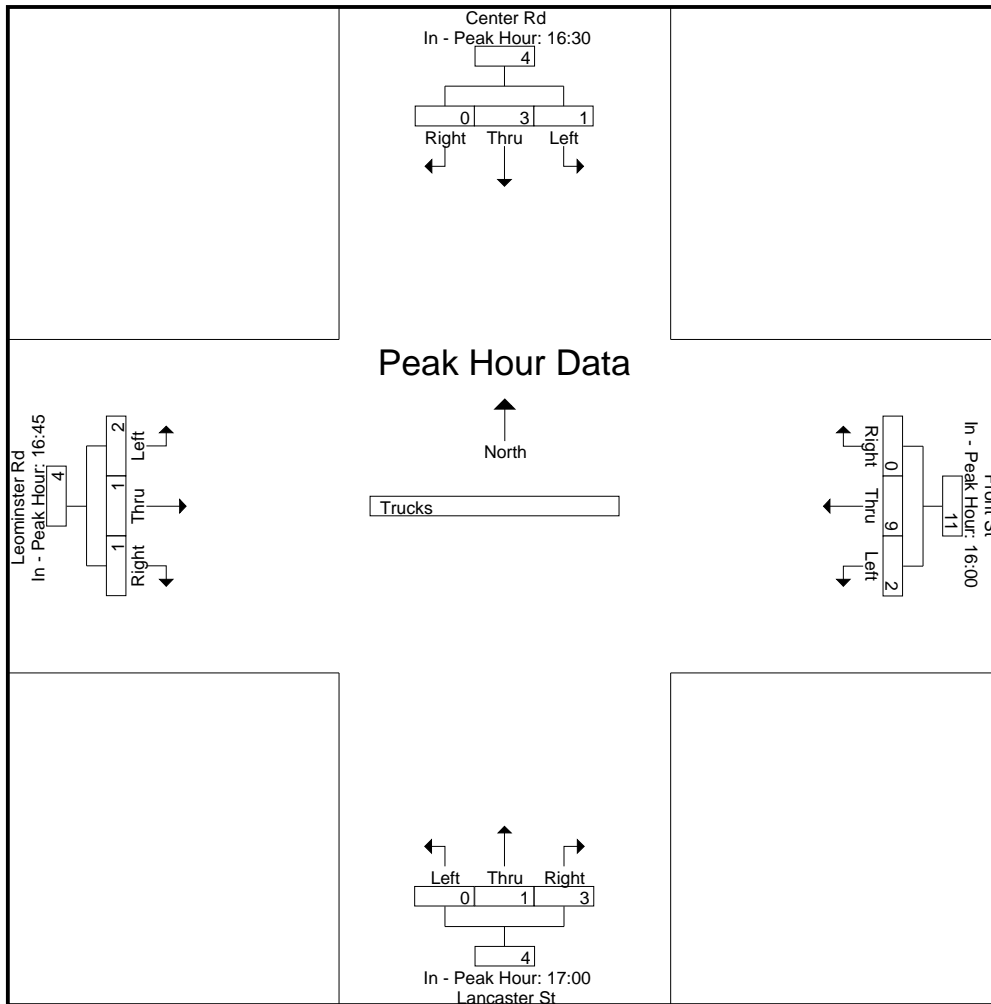 Center Rd
In - Peak Hour: 16:30
4
0 3 1
Right Thru Left
Peak Hour Data
North
Trucks
Leominster Rd
In - Peak Hour: 16:45
4
2 1 1
Left Thru Right
Front St
In - Peak Hour: 16:00
11
0 9 2
Right Thru Left
Left Thru Right
0 1 3
4
In - Peak Hour: 17:00
Lancaster St